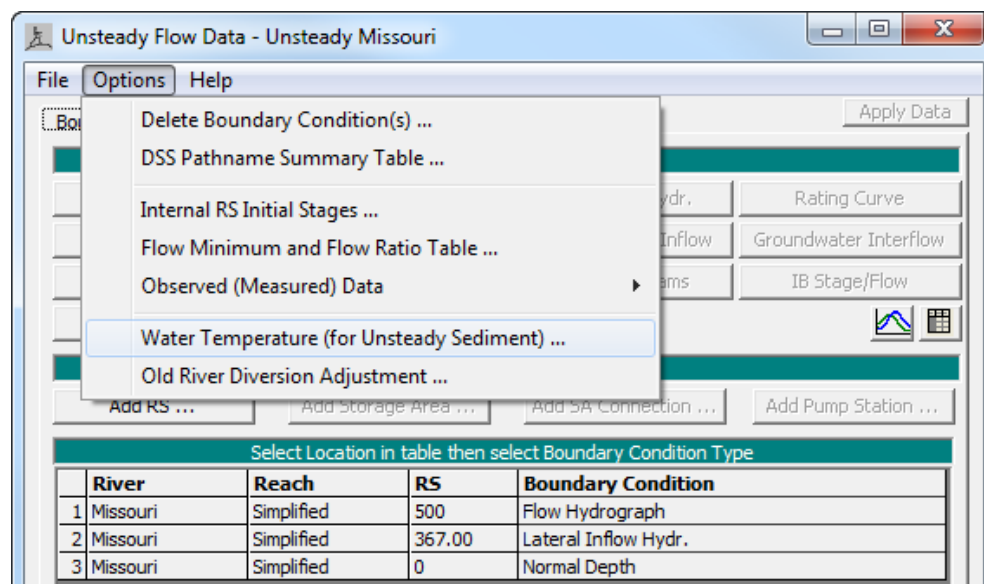 Unsteady Flow Data - Unsteady Missouri
File Options Help
Delete Boundary Condition(s) ...
Apply Data
DSS Pathname Summary Table ...
Internal RS Initial Stages ...
Rating Curve
Flow Minimum and Flow Ratio Table ...
Inflow Groundwater Interflow
Observed (Measured) Data
IB Stage/Flow
Water Temperature (for Unsteady Sediment) ...
Old River Diversion Adjustment ...
Add RS ... Add Storage Area ... Add SA Connection ... Add Pump Station ...
Select Location in table then select Boundary Condition Type
River Reach RS Boundary Condition
1 Missouri Simplified 500 Flow Hydrograph
2 Missouri Simplified 367.00 Lateral Inflow Hydr.
3 Missouri Simplified 0 Normal Depth